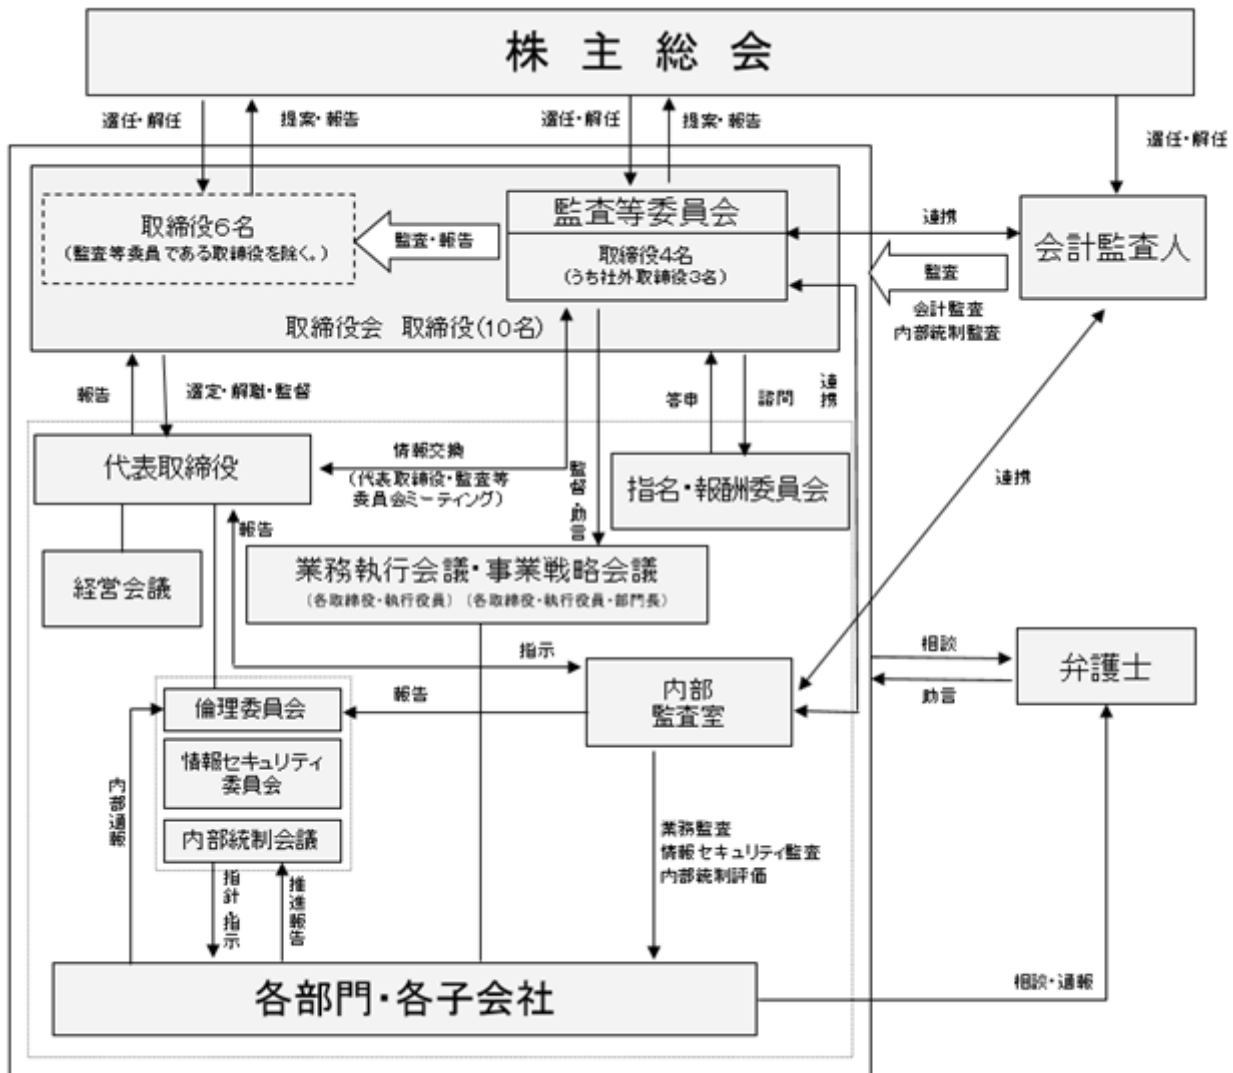 株主総会
選任・解任
提案・報告
選任・解任
提案・報告
選任・解任
取締役6名
(監査等委員である取締役を除く。)
監査・報告
監査等委員会
取締役4名
(うち社外取締役3名)
取締役会 取締役(10名)
連携
監査
会計監査
内部統制監査
会計監査人
報告
選定・解職・監督
答申
諮問
連携
代表取締役
情報交換
(代表取締役・監査等
委員会ミーティング)
監督・助言
指名・報酬委員会
連携
経営会議
報告
業務執行会議・事業戦略会議
(各取締役・執行役員) (各取締役・執行役員・部門長)
指示
内部
監査室
報告
相談
助言
弁護士
倫理委員会
情報セキュリティ
委員会
内部統制会議
内部通報
指針・指示
推進報告
業務監査
情報セキュリティ監査
内部統制評価
各部門・各子会社
相談・通報